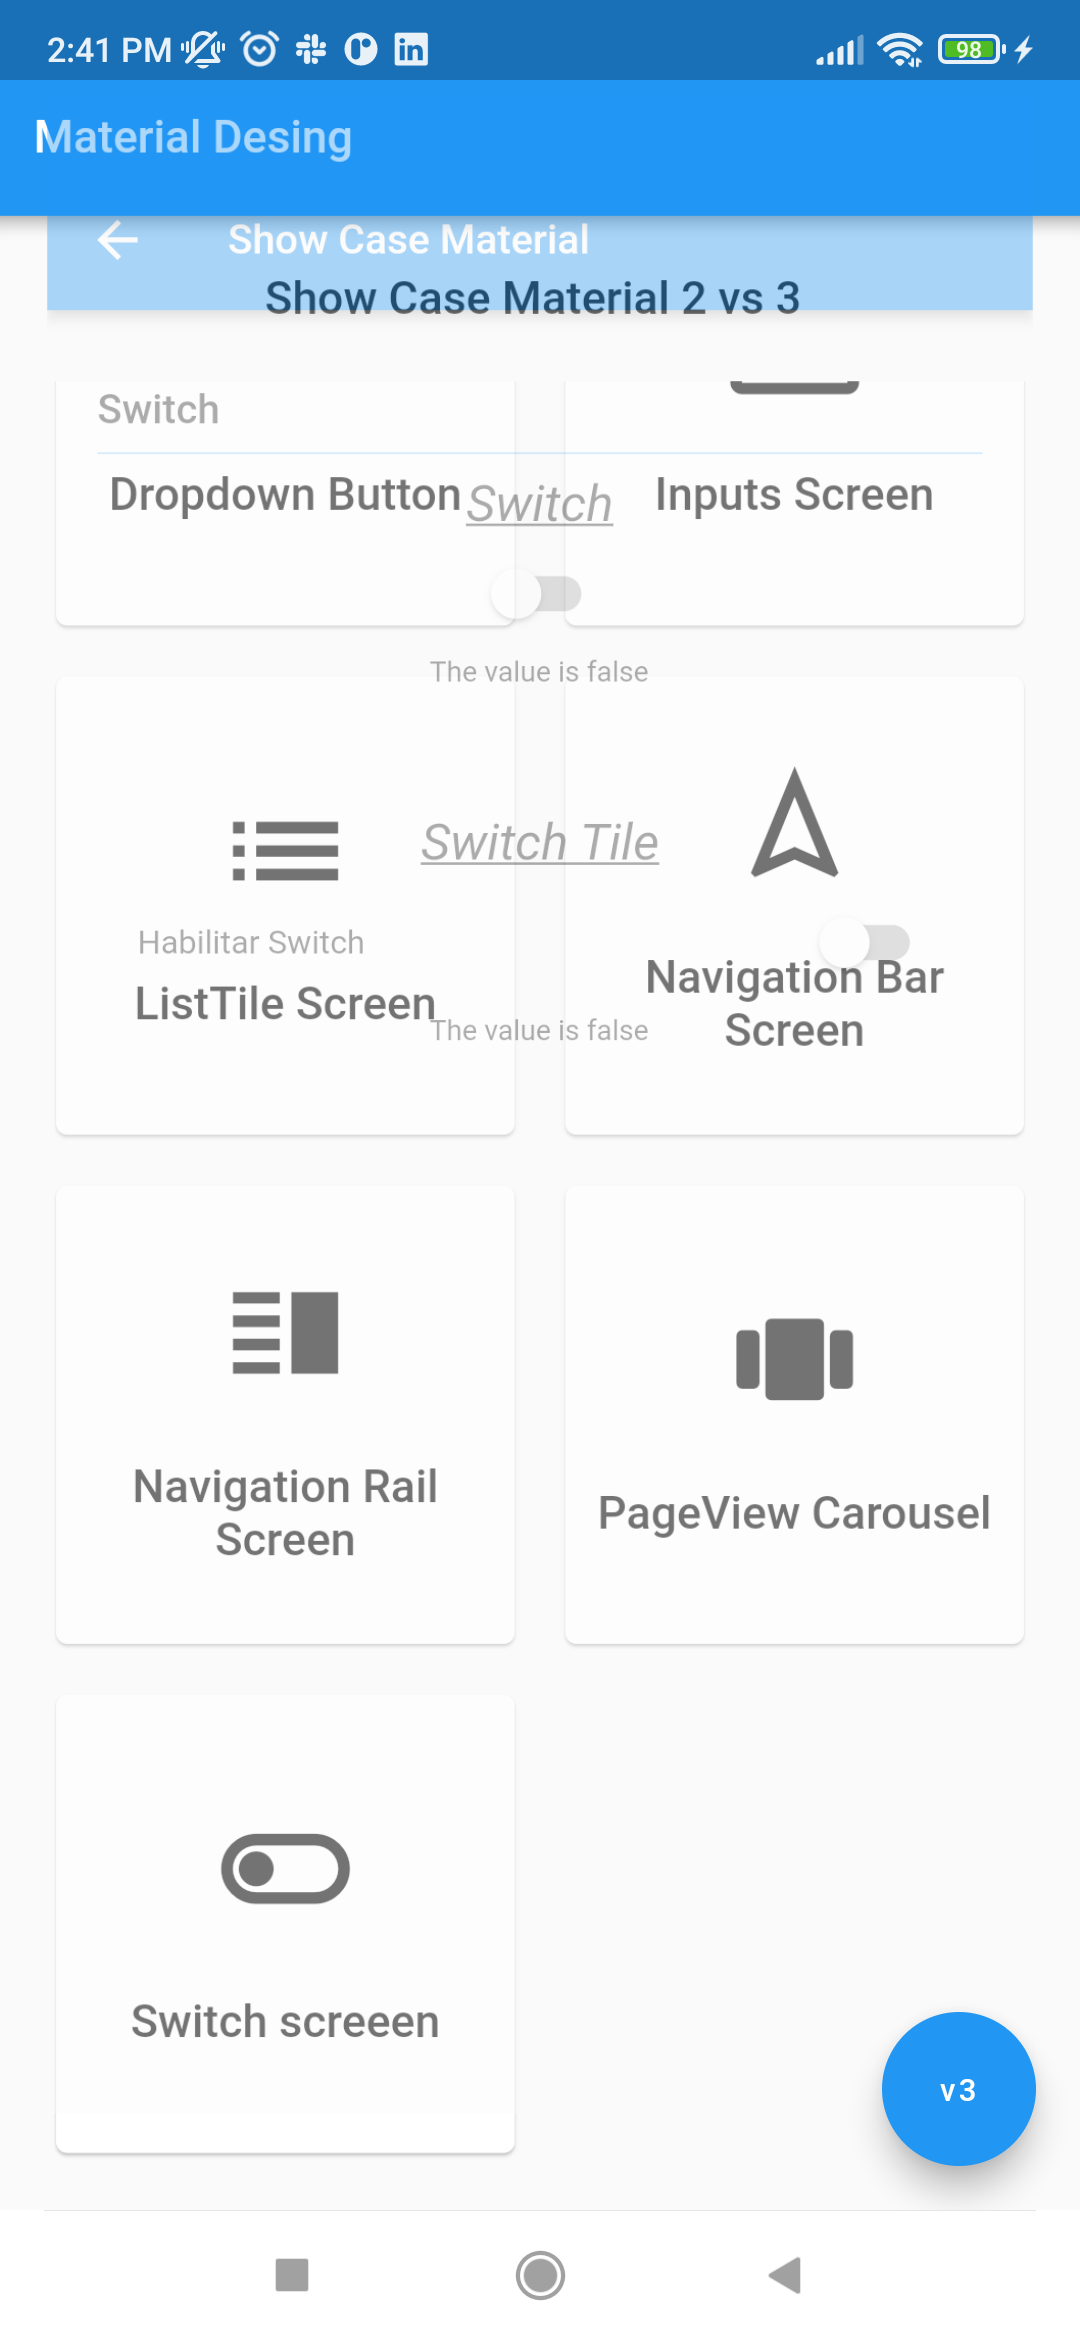 2:41 PM
98
Material Desing
Show Case Material
Show Case Material 2 vs 3
Switch
Dropdown Button
Switch
Inputs Screen
The value is false
Switch Tile
Habilitar Switch
ListTile Screen
Navigation Bar
Screen
The value is false
Navigation Rail
Screen
PageView Carousel
Switch screeen
v3